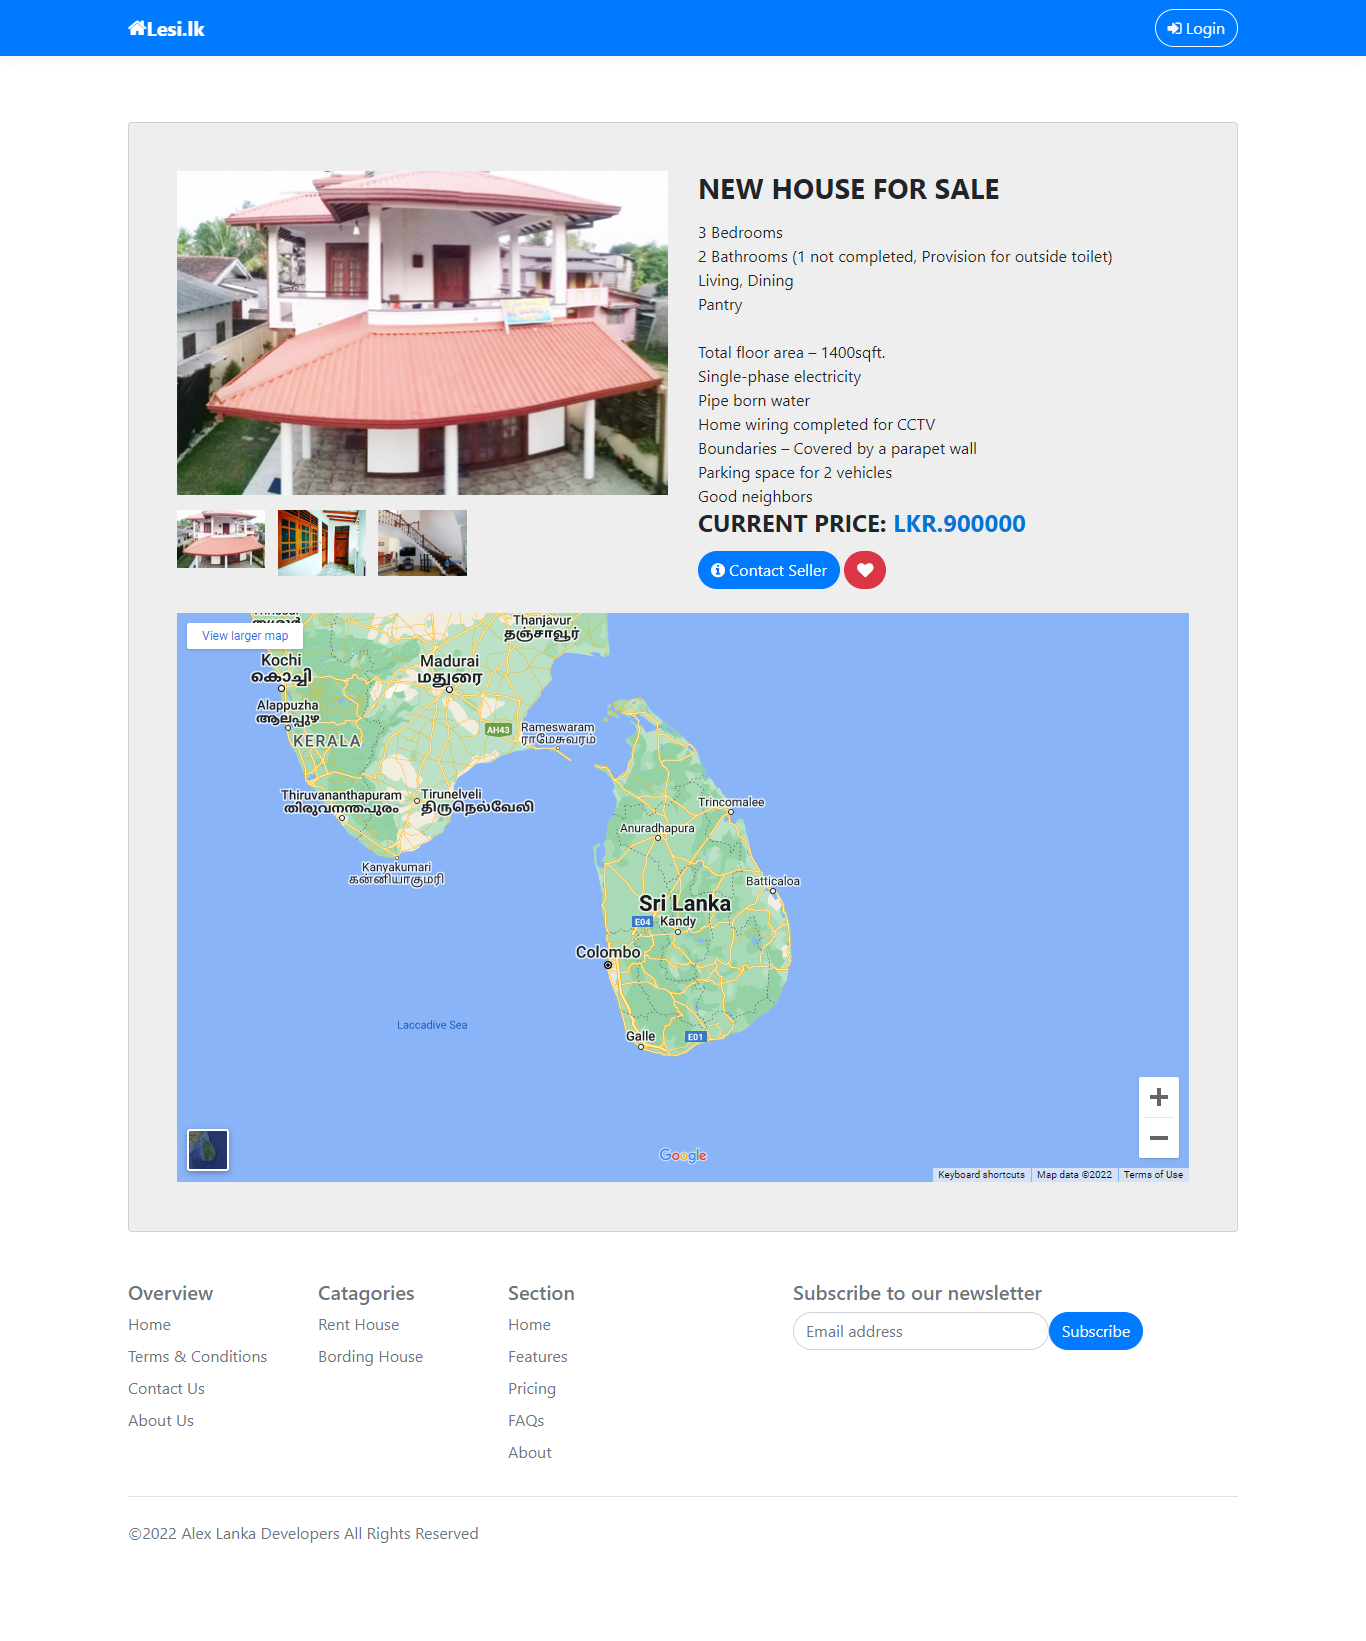 Lesi.lk
Login
NEW HOUSE FOR SALE
3 Bedrooms
2 Bathrooms (1 not completed, Provision for outside toilet)
Living, Dining
Pantry
Total floor area – 1400sqft.
Single-phase electricity
Pipe born water
Home wiring completed for CCTV
Boundaries – Covered by a parapet wall
Parking space for 2 vehicles
Good neighbors
CURRENT PRICE: LKR.900000
Contact Seller
View larger map
Thanjavur
தஞ்சாவூர்
Kochi
കൊച്ചി
Madurai
மதுரை
Alappuzha
ആലപ്പുഴ
KERALA
AH43
Rameswaram
Thiruvananthapuram
തിരുവനന്തപുരം
Tirunelveli
திருநெல்வேலி
Kanyakumari
கன்னியாகுமரி
Trincomalee
Anuradhapura
Batticaloa
Sri Lanka
E04
Kandy
Colombo
Laccadive Sea
Galle
E01
Google
Keyboard shortcuts
Map data ©2022
Terms of Use
Overview
Home
Terms & Conditions
Contact Us
About Us
Catagories
Rent House
Bording House
Section
Home
Features
Pricing
FAQs
About
Subscribe to our newsletter
Email address
Subscribe
©2022 Alex Lanka Developers All Rights Reserved